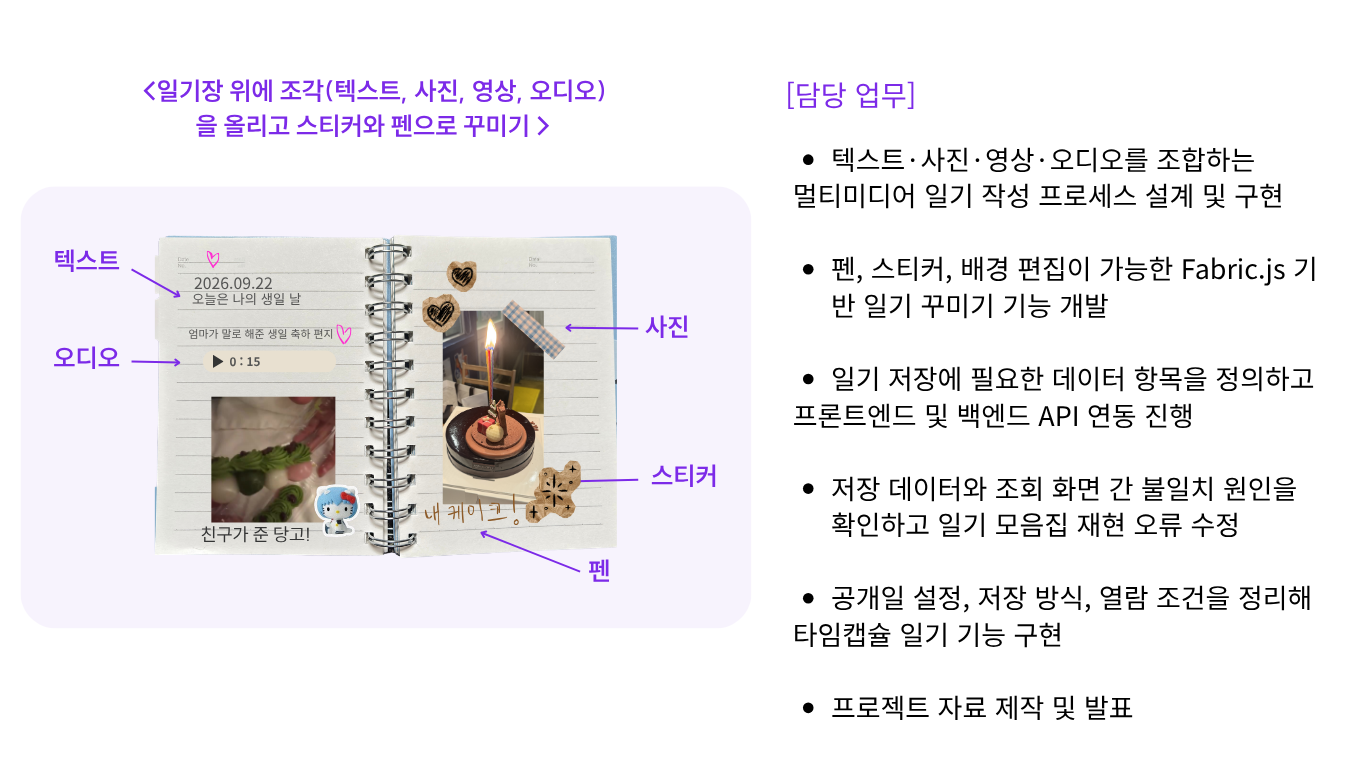 <일기장 위에 조각(텍스트, 사진, 영상, 오디오)
을 올리고 스티커와 펜으로 꾸미기 >
텍스트
오디오
Date
No.
2026.09.22
오늘은 나의 생일 날
엄마가 말로 해준 생일 축하 편지
0:15
친구가 준 당고!
Date
No.
내 케이크!
사진
스티커
펜
[담당 업무]
• 텍스트·사진·영상·오디오를 조합하는
멀티미디어 일기 작성 프로세스 설계 및 구현
• 펜, 스티커, 배경 편집이 가능한 Fabric.js 기
반 일기 꾸미기 기능 개발
• 일기 저장에 필요한 데이터 항목을 정의하고
프론트엔드 및 백엔드 API 연동 진행
• 저장 데이터와 조회 화면 간 불일치 원인을
확인하고 일기 모음집 재현 오류 수정
• 공개일 설정, 저장 방식, 열람 조건을 정리해
타임캡슐 일기 기능 구현
• 프로젝트 자료 제작 및 발표